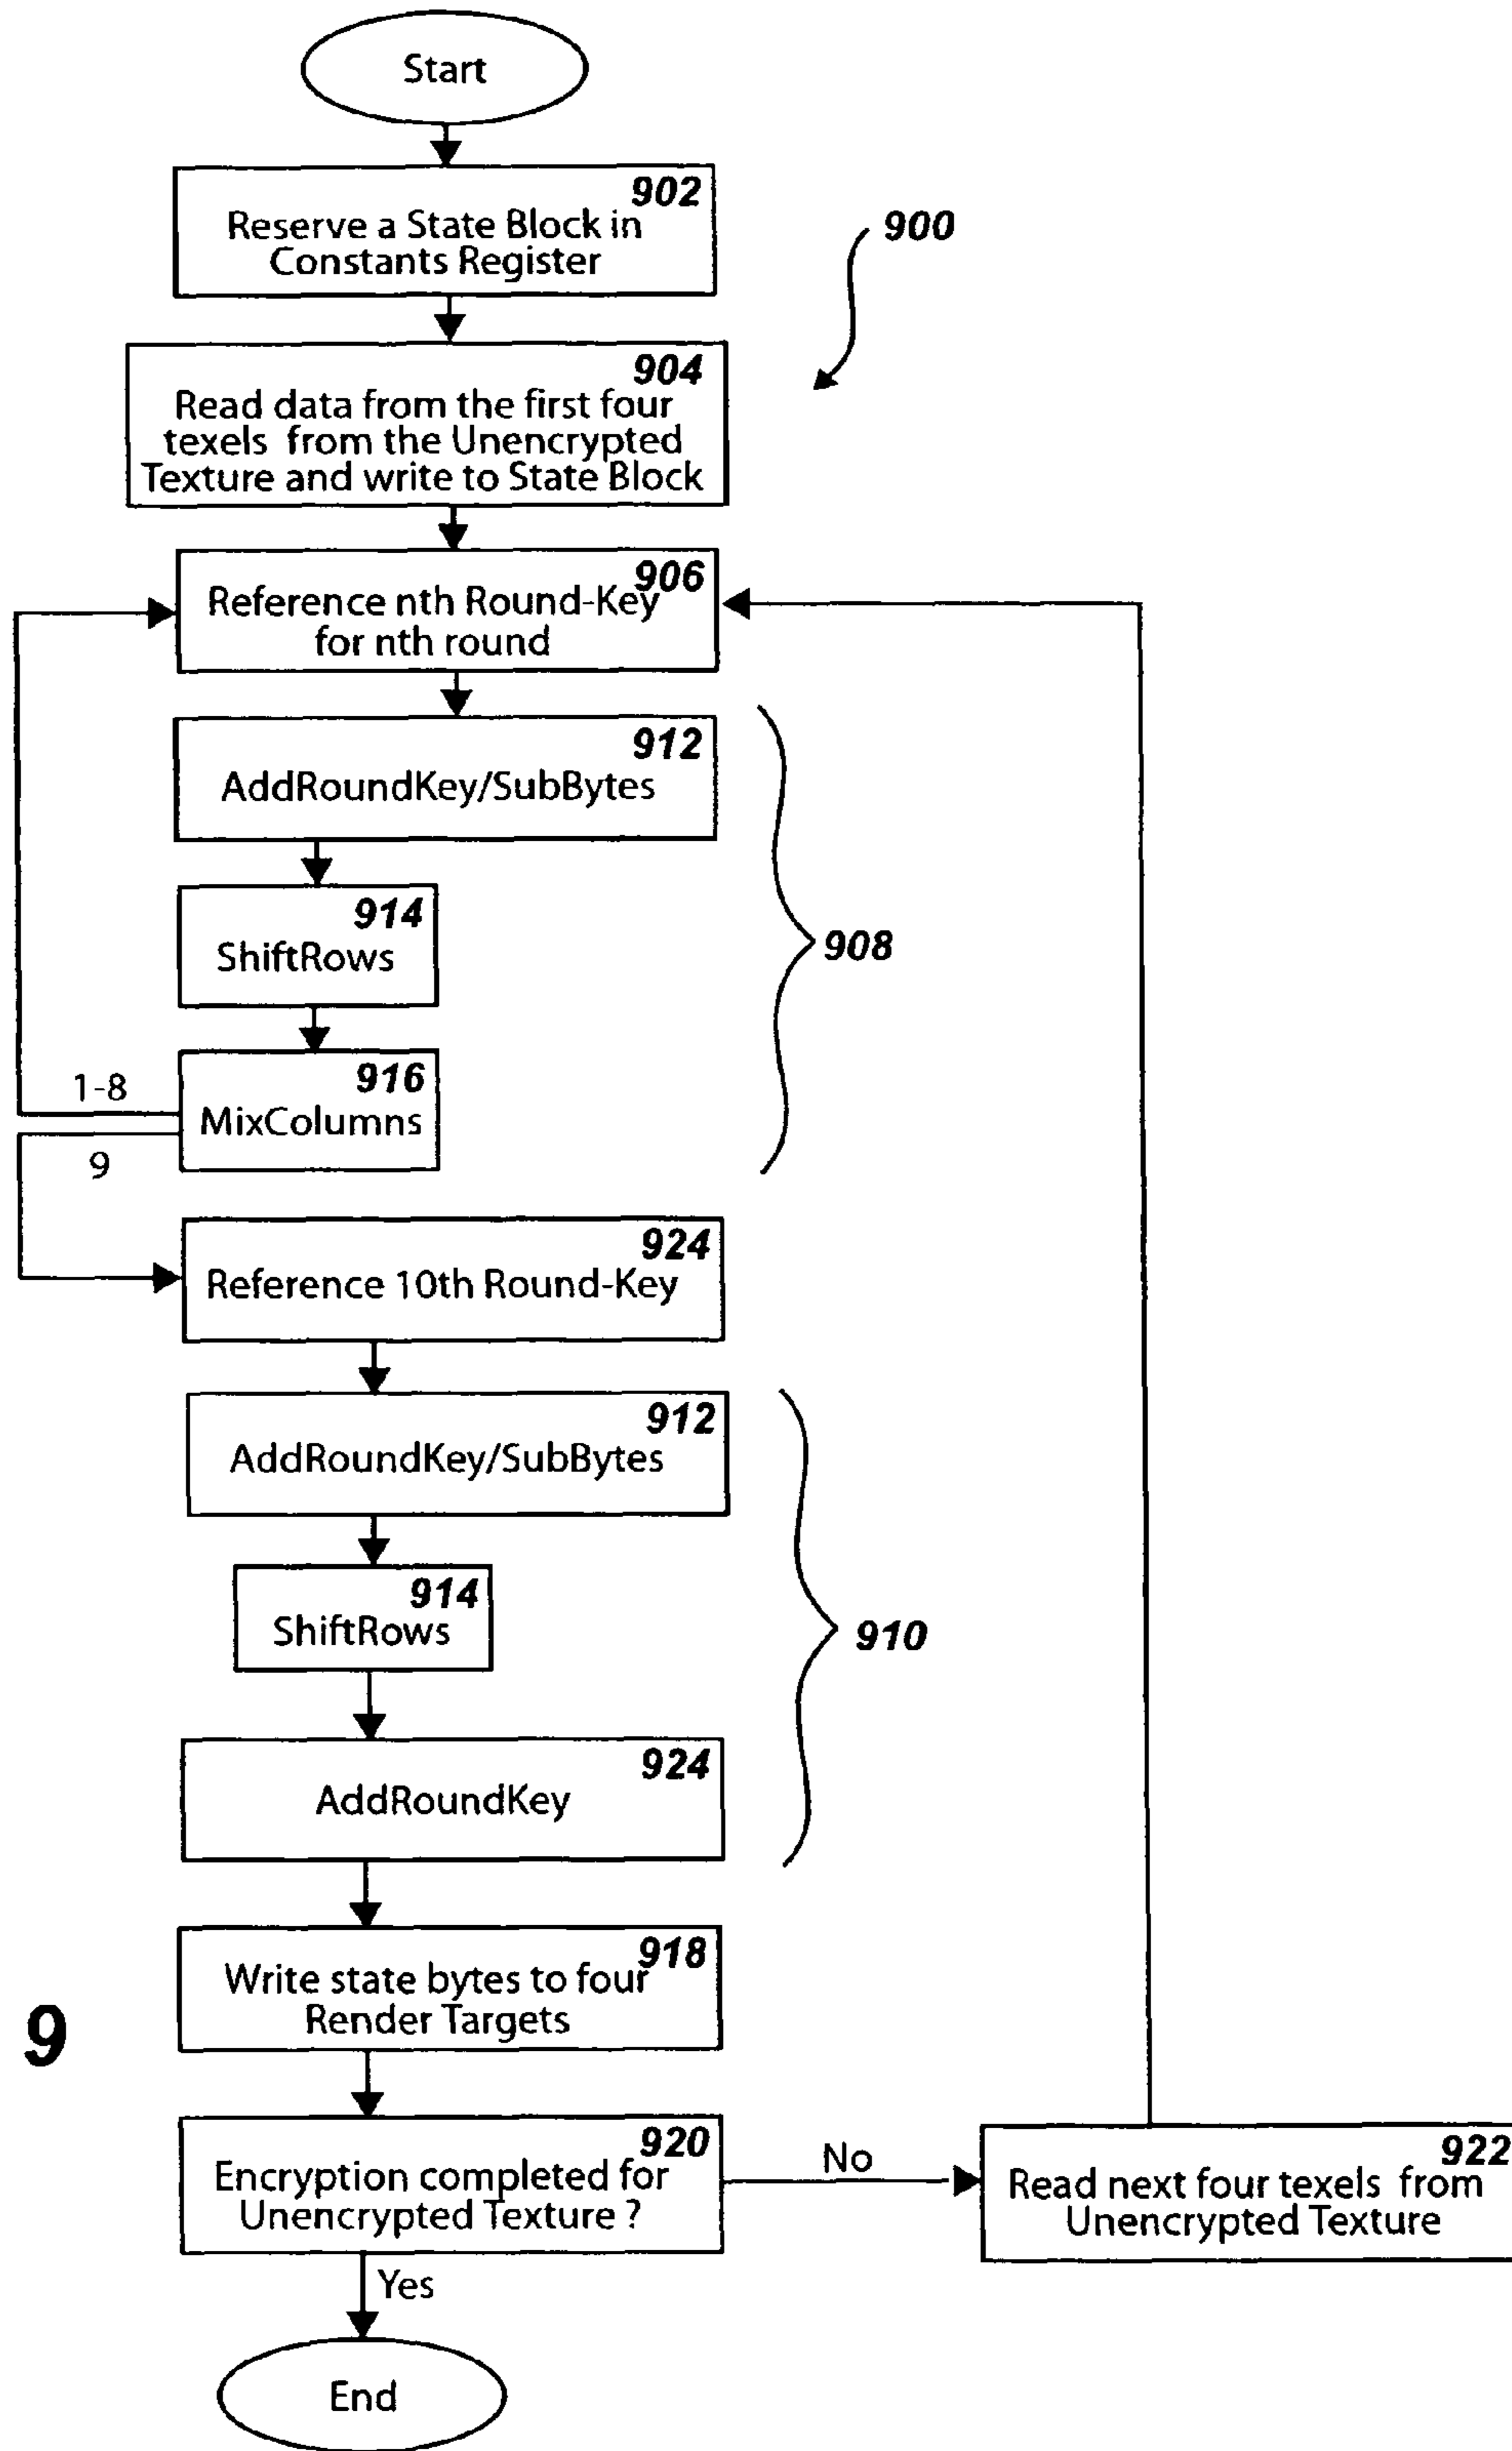 Start
902
Reserve a State Block in
Constants Register
900
904
Read data from the first four
texels from the Unencrypted
Texture and write to State Block
906
Reference nth Round-Key
for nth round
912
AddRoundKey/SubBytes
914
ShiftRows
908
916
MixColumns
1-8
9
924
Reference 10th Round-Key
912
AddRoundKey/SubBytes
914
ShiftRows
910
924
AddRoundKey
918
Write state bytes to four
Render Targets
9
920
Encryption completed for
Unencrypted Texture ?
No
922
Read next four texels from
Unencrypted Texture
Yes
End